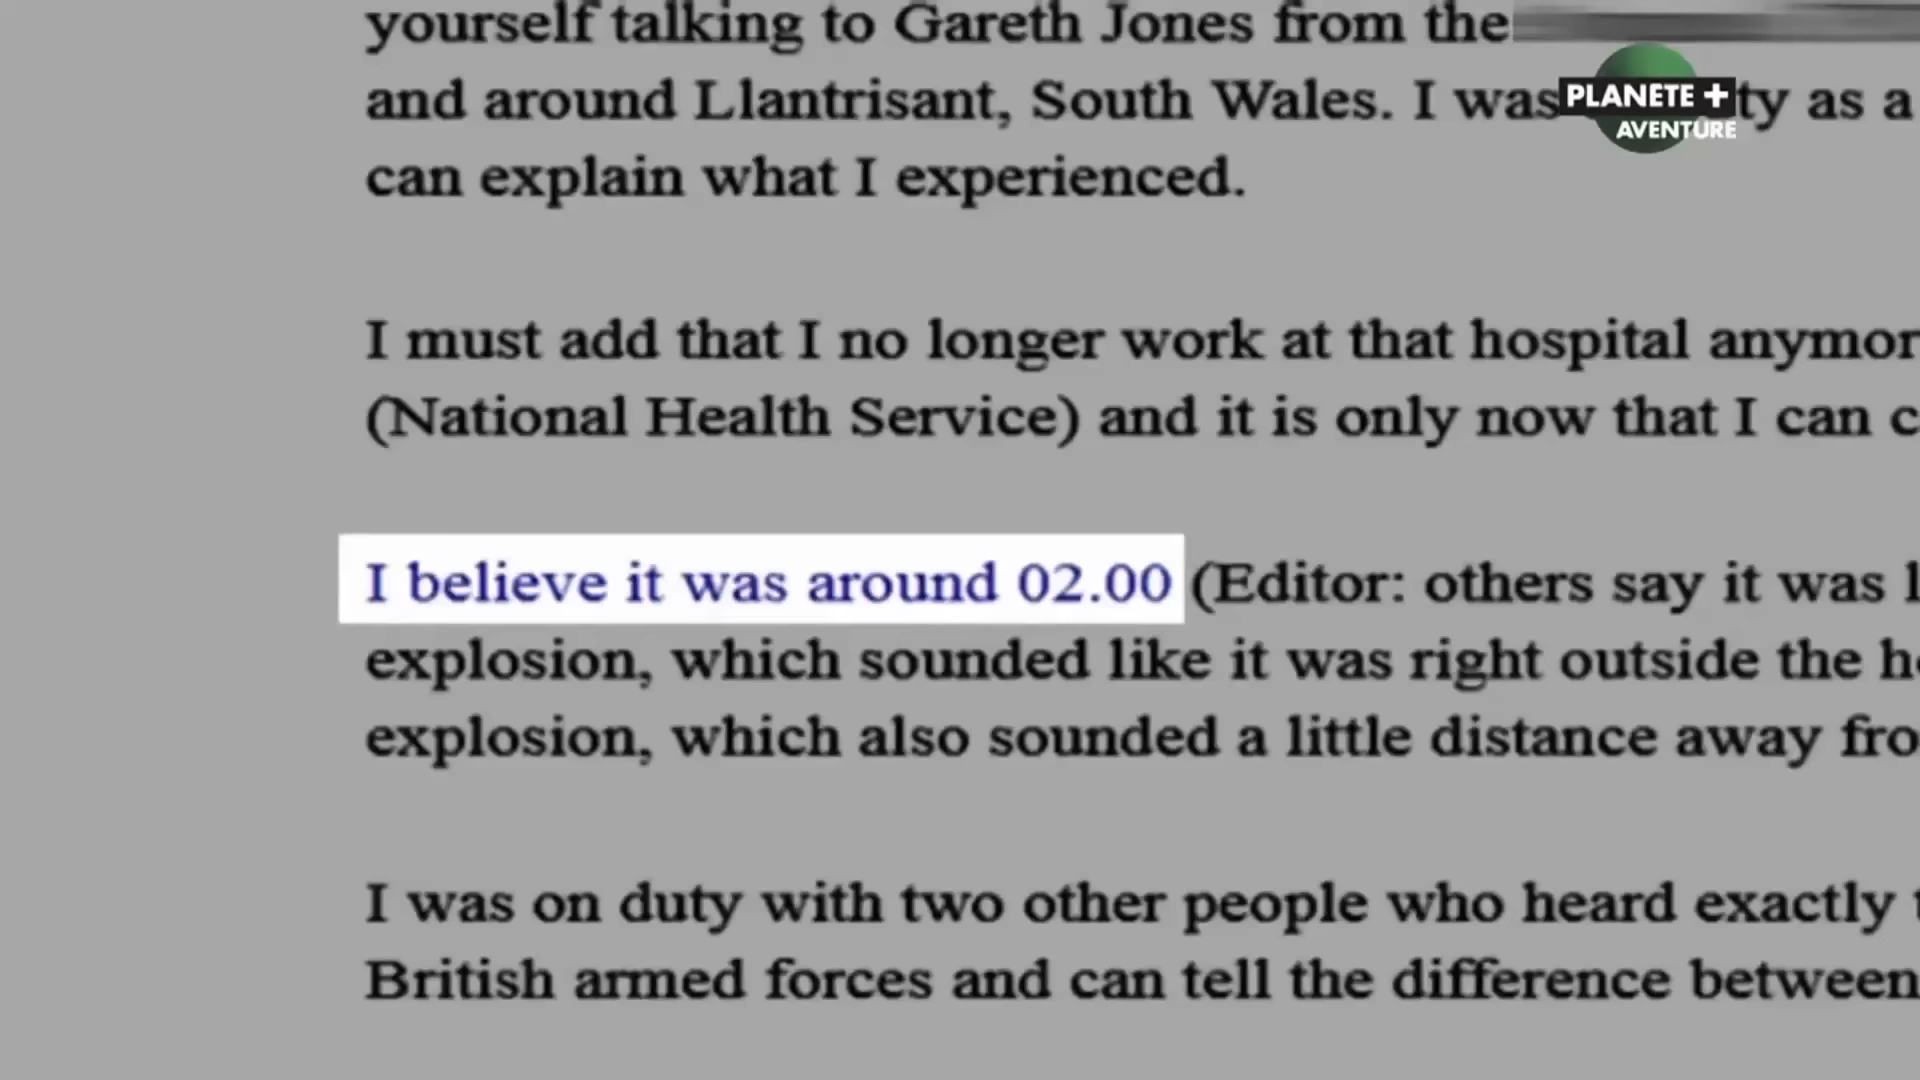 yourself talking to Gareth Jones from the
and around Llantrisant, South Wales. I was
ty as a
can explain what I experienced.
PLANETE +
AVENTURE
I must add that I no longer work at that hospital anymor
(National Health Service) and it is only now that I can c
I believe it was around 02.00 (Editor: others say it was l
explosion, which sounded like it was right outside the h
explosion, which also sounded a little distance away fro
I was on duty with two other people who heard exactly t
British armed forces and can tell the difference between